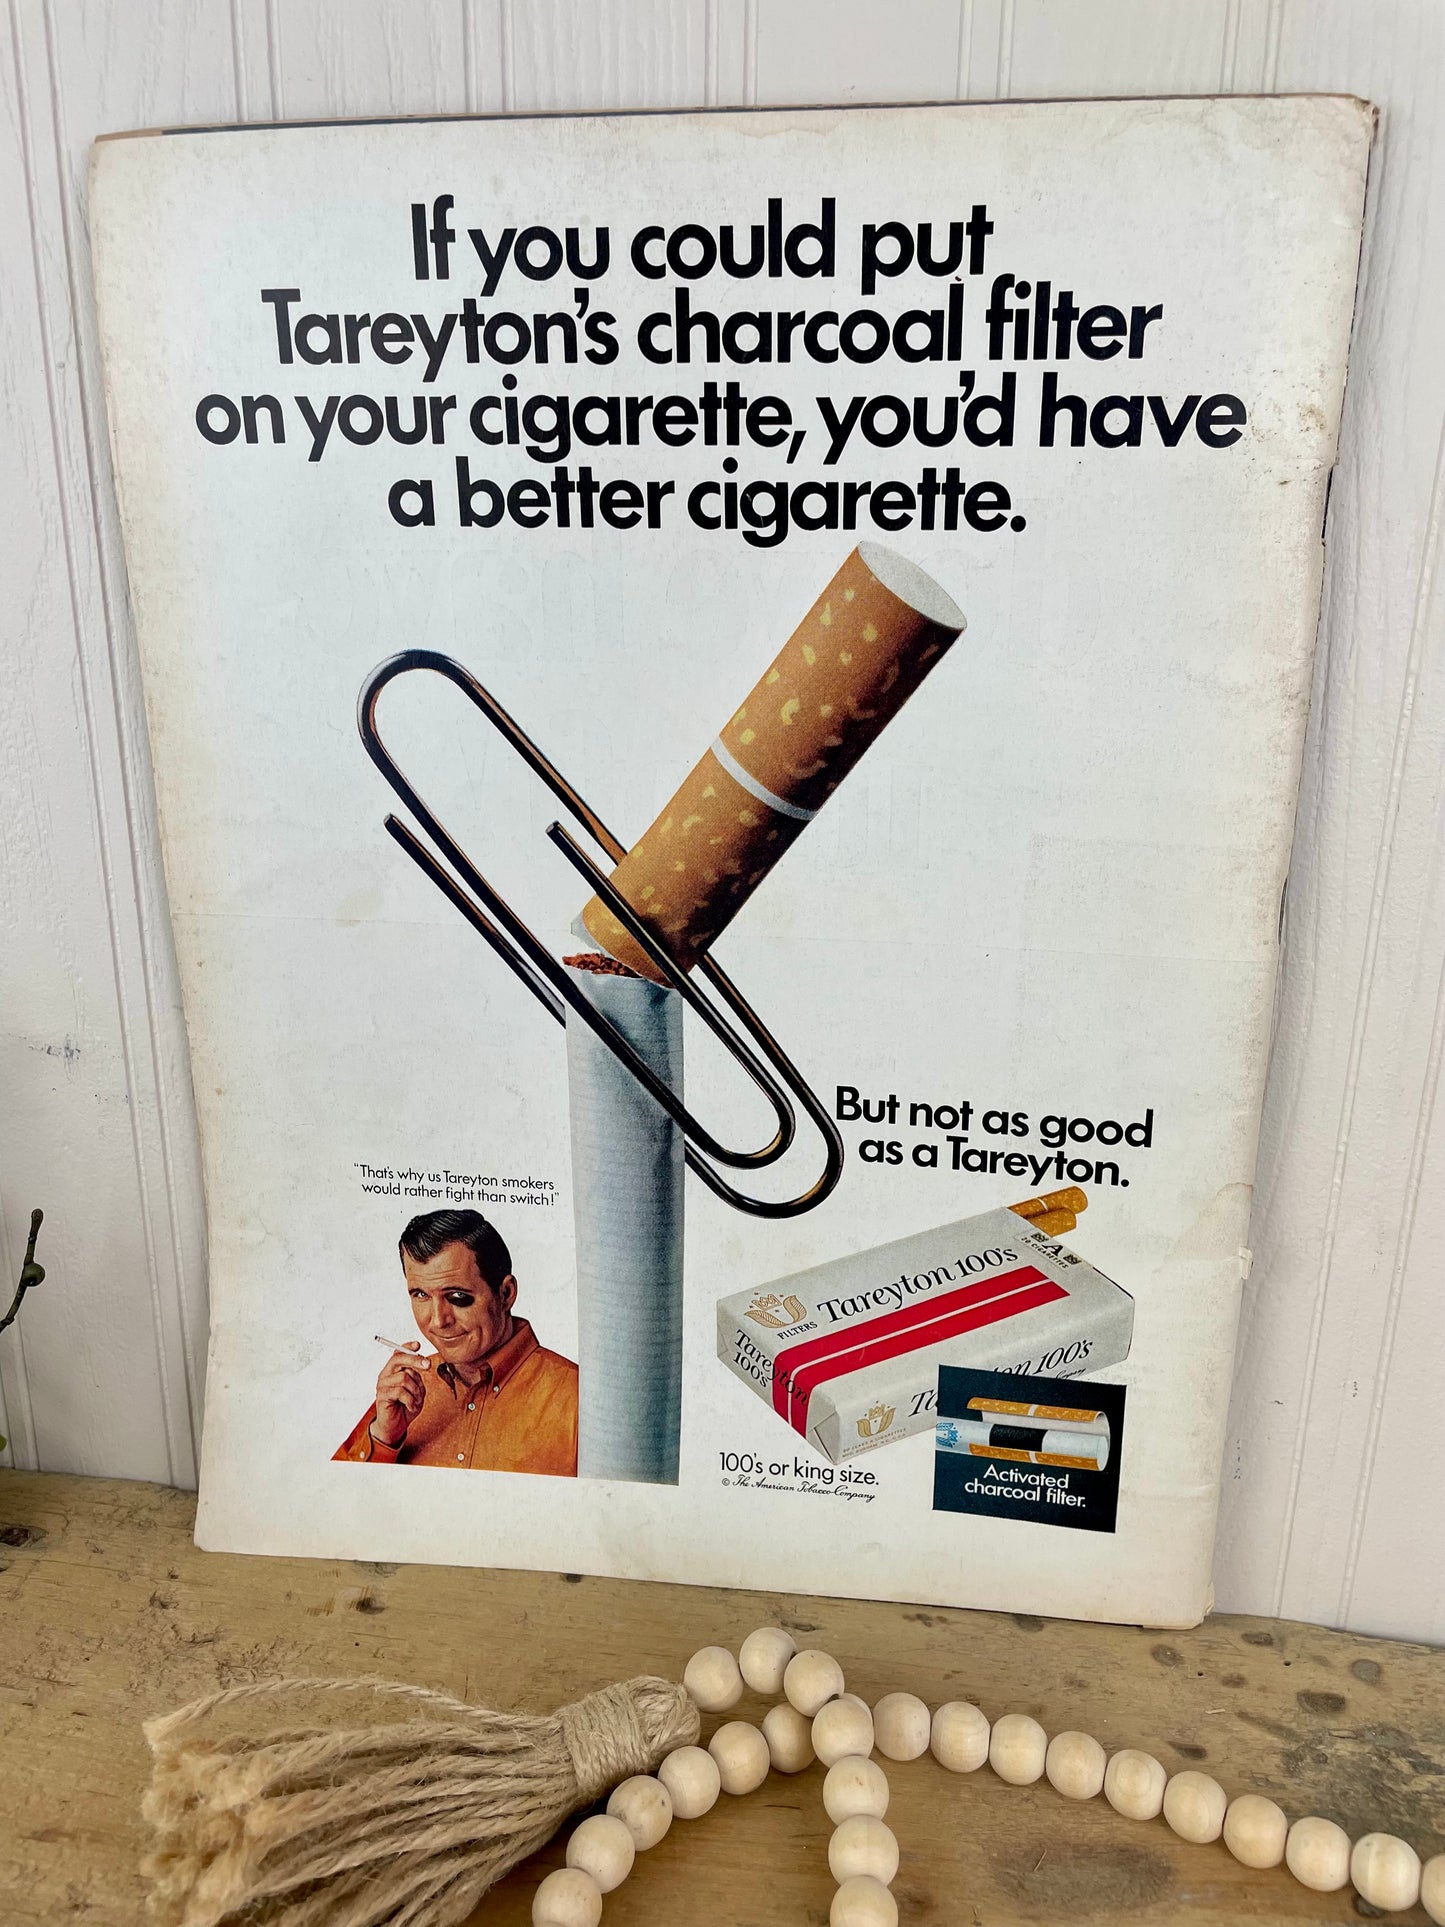 If you could put
Tareyton's charcoal filter
on your cigarette, you'd have
a better cigarette.
But not as good
as a Tareyton.
"That's why us Tareyton smokers
would rather fight than switch!"
A
20 CIGARETTES
Tareyton 100's
FILTERS
Tareyton
100's
100's or king size.
© The American Tobacco Company
Activated
charcoal filter.